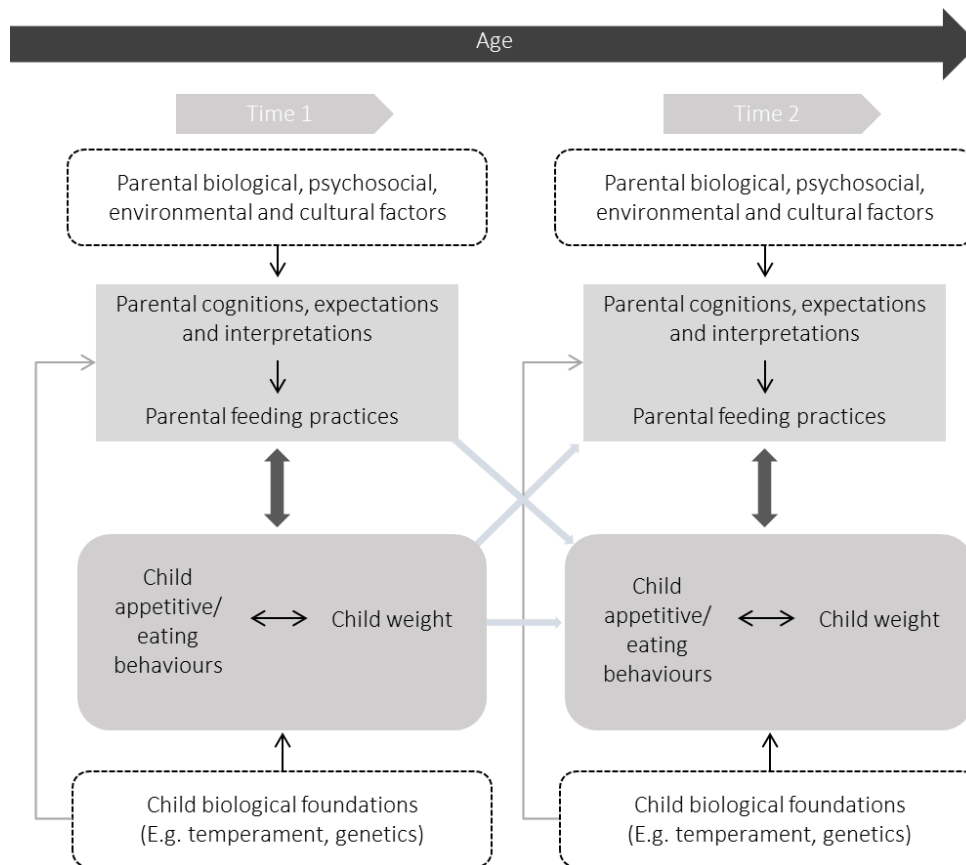 Age
Time 1
Time 2
Parental biological, psychosocial,
environmental and cultural factors
Parental biological, psychosocial,
environmental and cultural factors
Parental cognitions, expectations
and interpretations
Parental feeding practices
Parental cognitions, expectations
and interpretations
Parental feeding practices
Child
appetitive/
eating
behaviours
Child weight
Child
appetitive/
eating
behaviours
Child weight
Child biological foundations
(E.g. temperament, genetics)
Child biological foundations
(E.g. temperament, genetics)